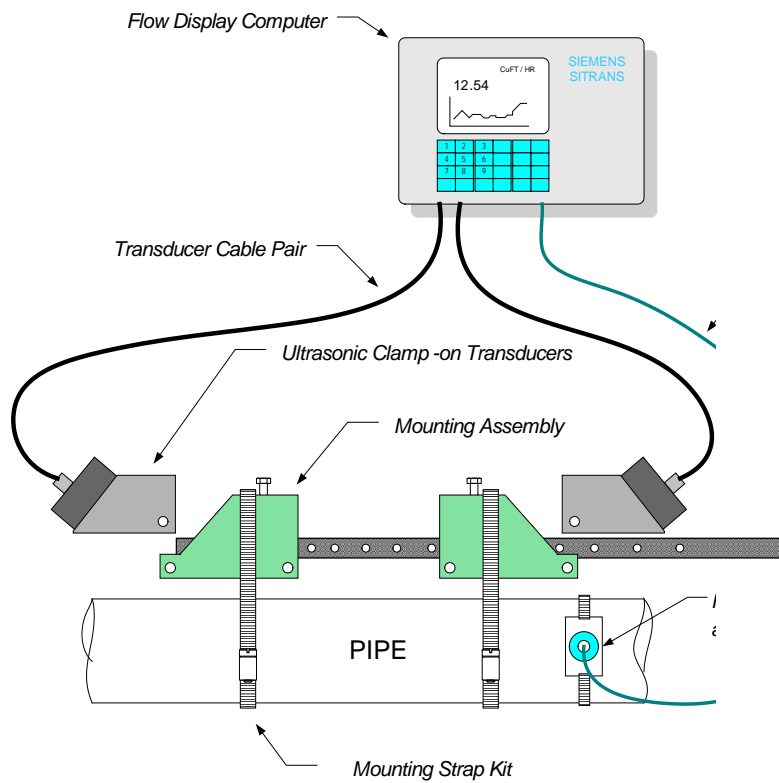 Flow Display Computer
CuFT / HR
12.54
SIEMENS
SITRANS
1 2 3
4 5 6
7 8 9
Transducer Cable Pair
Ultrasonic Clamp -on Transducers
Mounting Assembly
PIPE
Mounting Strap Kit